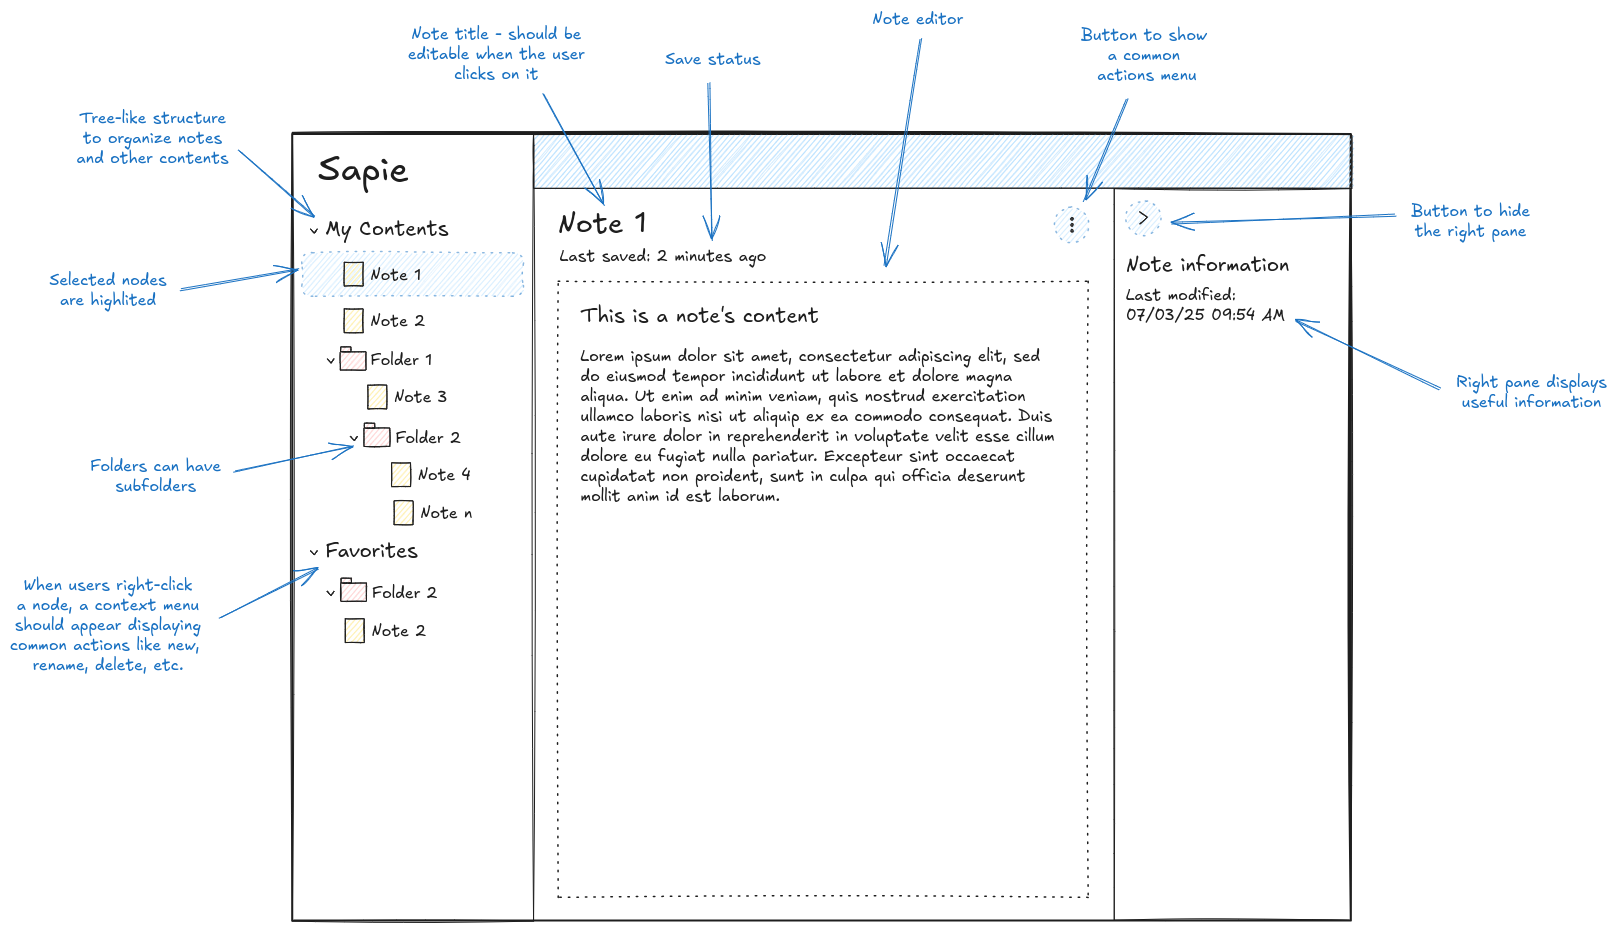 Note editor
Note title - should be
editable when the user
clicks on it
Save status
Button to show
a common
actions menu
Tree-like structure
to organize notes
and other contents
Selected nodes
are highlited
Folders can have
subfolders
When users right-click
a node, a context menu
should appear displaying
common actions like new,
rename, delete, etc.
Sapie
My Contents
Note 1
Note 2
Folder 1
Note 3
Folder 2
Note 4
Note n
Favorites
Folder 2
Note 2
Note 1
Last saved: 2 minutes ago
This is a note's content
Lorem ipsum dolor sit amet, consectetur adipiscing elit, sed
do eiusmod tempor incididunt ut labore et dolore magna
aliqua. Ut enim ad minim veniam, quis nostrud exercitation
ullamco laboris nisi ut aliquip ex ea commodo consequat. Duis
aute irure dolor in reprehenderit in voluptate velit esse cillum
dolore eu fugiat nulla pariatur. Excepteur sint occaecat
cupidatat non proident, sunt in culpa qui officia deserunt
mollit anim id est laborum.
Note information
Last modified:
07/03/25 09:54 AM
Button to hide
the right pane
Right pane displays
useful information